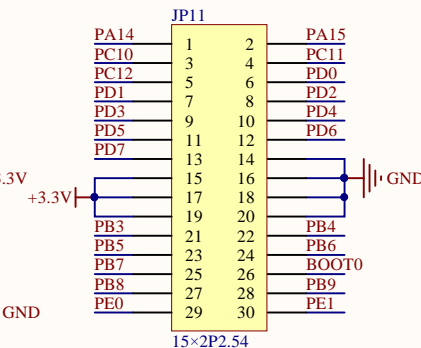 JP11
PA14 1 2 PA15
PC10 3 4 PC11
PC12 5 6 PD0
PD1 7 8 PD2
PD3 9 10 PD4
PD5 11 12 PD6
PD7 13 14
.3V 15 16 GND
+3.3V 17 18
19 20
PB3 21 22 PB4
PB5 23 24 PB6
PB7 25 26 BOOT0
PB8 27 28 PB9
GND PE0 29 30 PE1
15×2P2.54